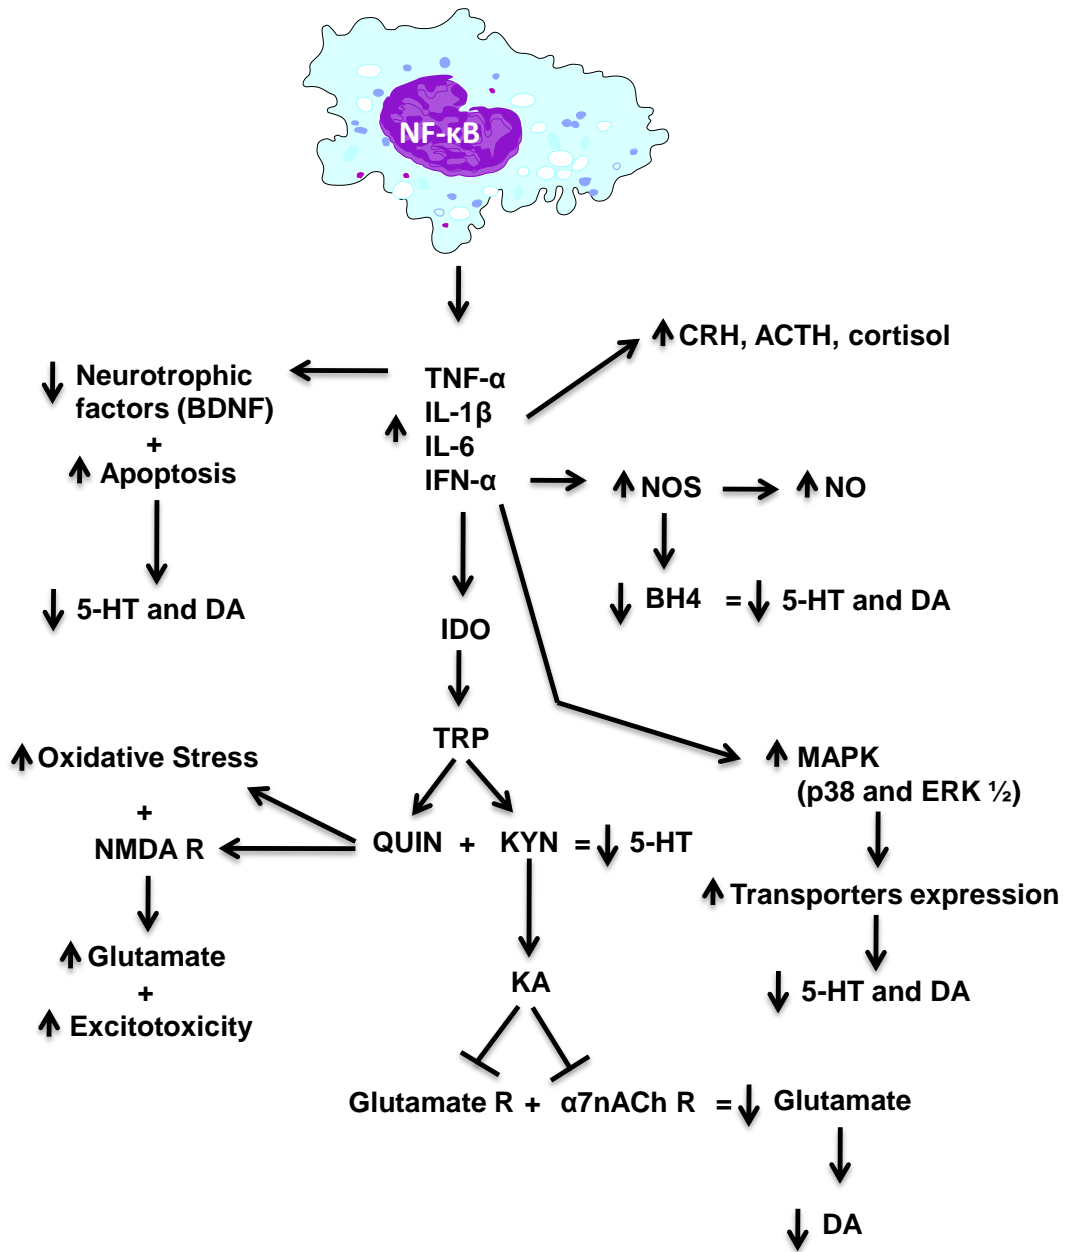 NF-κB
CRH, ACTH, cortisol
Neurotrophic
factors (BDNF)
+
Apoptosis
5-HT and DA
TNF-α
IL-1β
IL-6
IFN-α
NOS
NO
BH4 = 5-HT and DA
IDO
TRP
Oxidative Stress
+
NMDA R
Glutamate
+
Excitotoxicity
QUIN + KYN = 5-HT
MAPK
(p38 and ERK ½)
Transporters expression
5-HT and DA
KA
Glutamate R + α7nACh R = Glutamate
DA